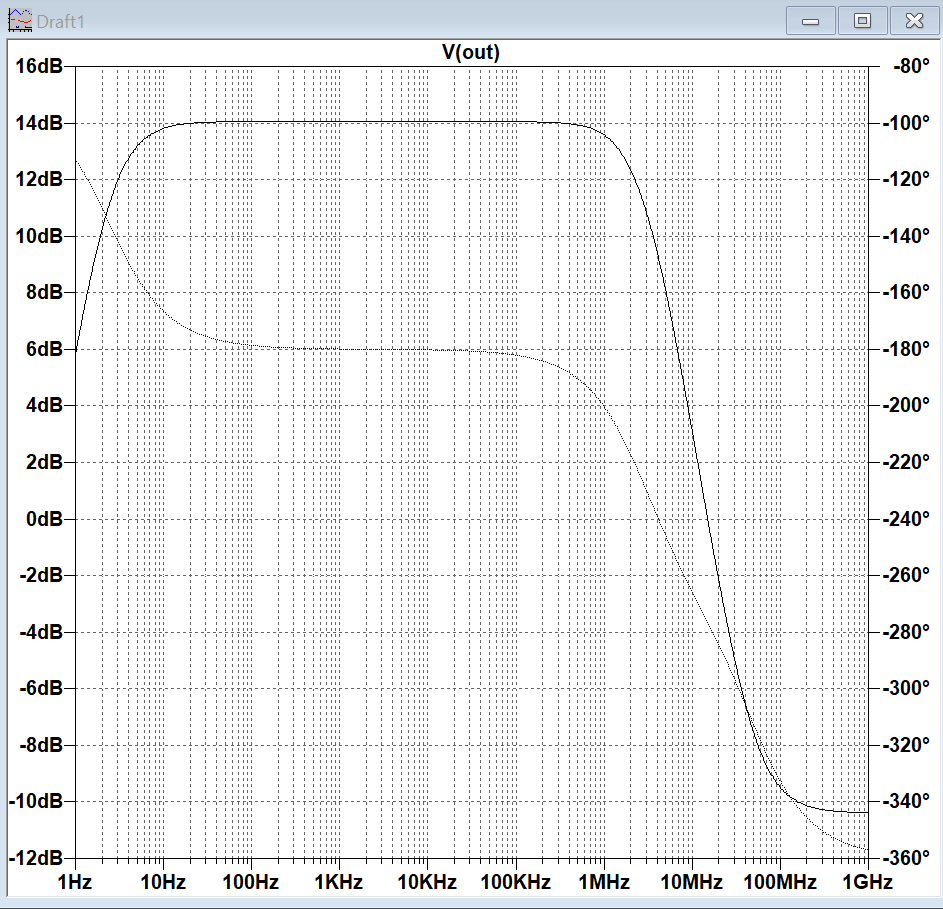 Draft1
V(out)
16dB -80°
14dB -100°
12dB -120°
10dB -140°
8dB -160°
6dB -180°
4dB -200°
2dB -220°
0dB -240°
-2dB -260°
-4dB -280°
-6dB -300°
-8dB -320°
-10dB -340°
-12dB -360°
1Hz 10Hz 100Hz 1KHz 10KHz 100KHz 1MHz 10MHz 100MHz 1GHz